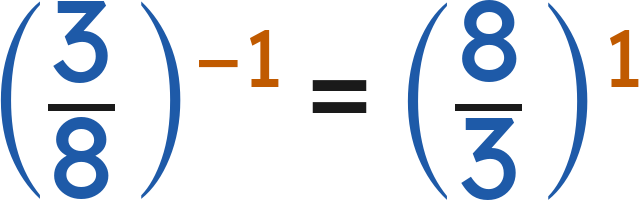 (3/8)⁻¹ = (8/3)¹